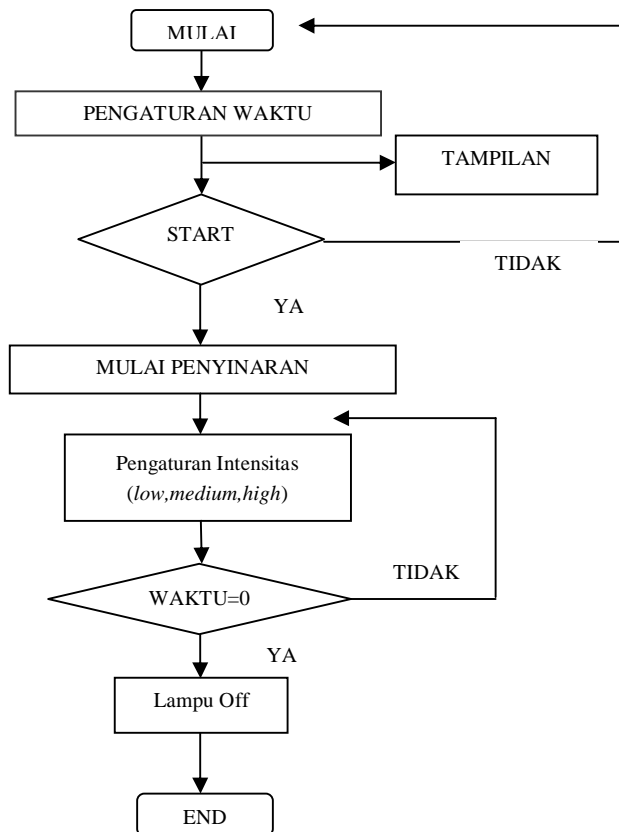 MULAI
PENGATURAN WAKTU
TAMPILAN
START
TIDAK
YA
MULAI PENYINARAN
Pengaturan Intensitas
(low,medium,high)
TIDAK
WAKTU=0
YA
Lampu Off
END